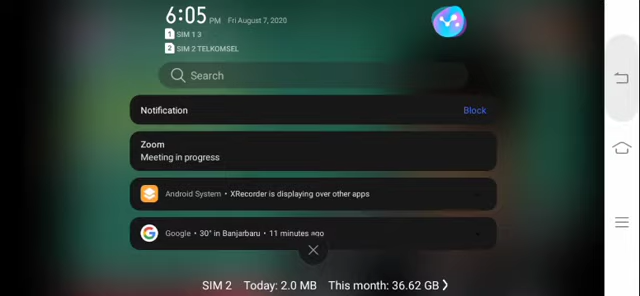 6:05 PM Fri August 7, 2020
1 SIM 1 3
2 SIM 2 TELKOMSEL
Search
Notification Block
Zoom
Meeting in progress
Android System • XRecorder is displaying over other apps
Google • 30° in Banjarbaru • 11 minutes ago
SIM 2 Today: 2.0 MB This month: 36.62 GB